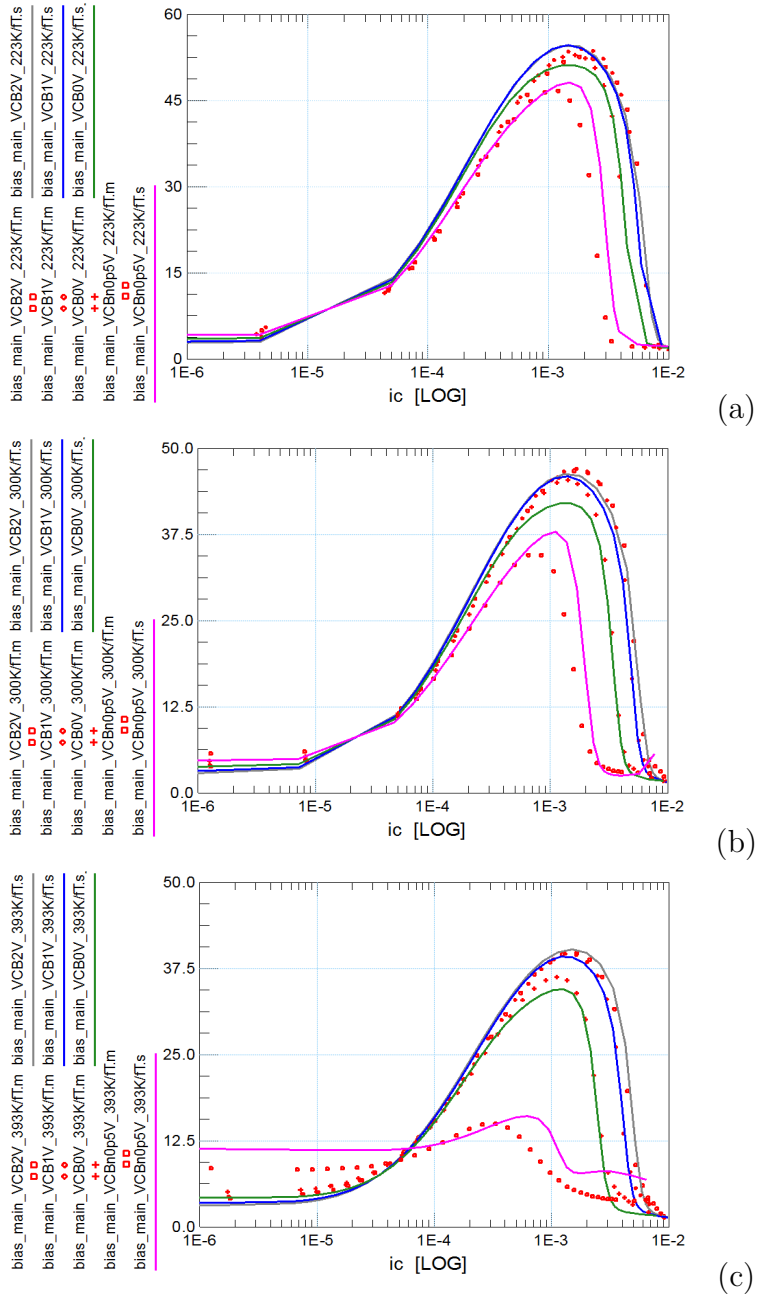 bias_main_VCB2V_223K/fT.m
bias_main_VCB2V_223K/fT.s
bias_main_VCB1V_223K/fT.m
bias_main_VCB1V_223K/fT.s
bias_main_VCB0V_223K/fT.m
bias_main_VCB0V_223K/fT.s
bias_main_VCBn0p5V_223K/fT.m
bias_main_VCBn0p5V_223K/fT.s
60
45
30
15
0
1E-6 1E-5 1E-4 1E-3 1E-2
ic [LOG]
(a)
bias_main_VCB2V_300K/fT.m
bias_main_VCB2V_300K/fT.s
bias_main_VCB1V_300K/fT.m
bias_main_VCB1V_300K/fT.s
bias_main_VCB0V_300K/fT.m
bias_main_VCB0V_300K/fT.s
bias_main_VCBn0p5V_300K/fT.m
bias_main_VCBn0p5V_300K/fT.s
50.0
37.5
25.0
12.5
0.0
1E-6 1E-5 1E-4 1E-3 1E-2
ic [LOG]
(b)
bias_main_VCB2V_393K/fT.m
bias_main_VCB2V_393K/fT.s
bias_main_VCB1V_393K/fT.m
bias_main_VCB1V_393K/fT.s
bias_main_VCB0V_393K/fT.m
bias_main_VCB0V_393K/fT.s
bias_main_VCBn0p5V_393K/fT.m
bias_main_VCBn0p5V_393K/fT.s
50.0
37.5
25.0
12.5
0.0
1E-6 1E-5 1E-4 1E-3 1E-2
ic [LOG]
(c)